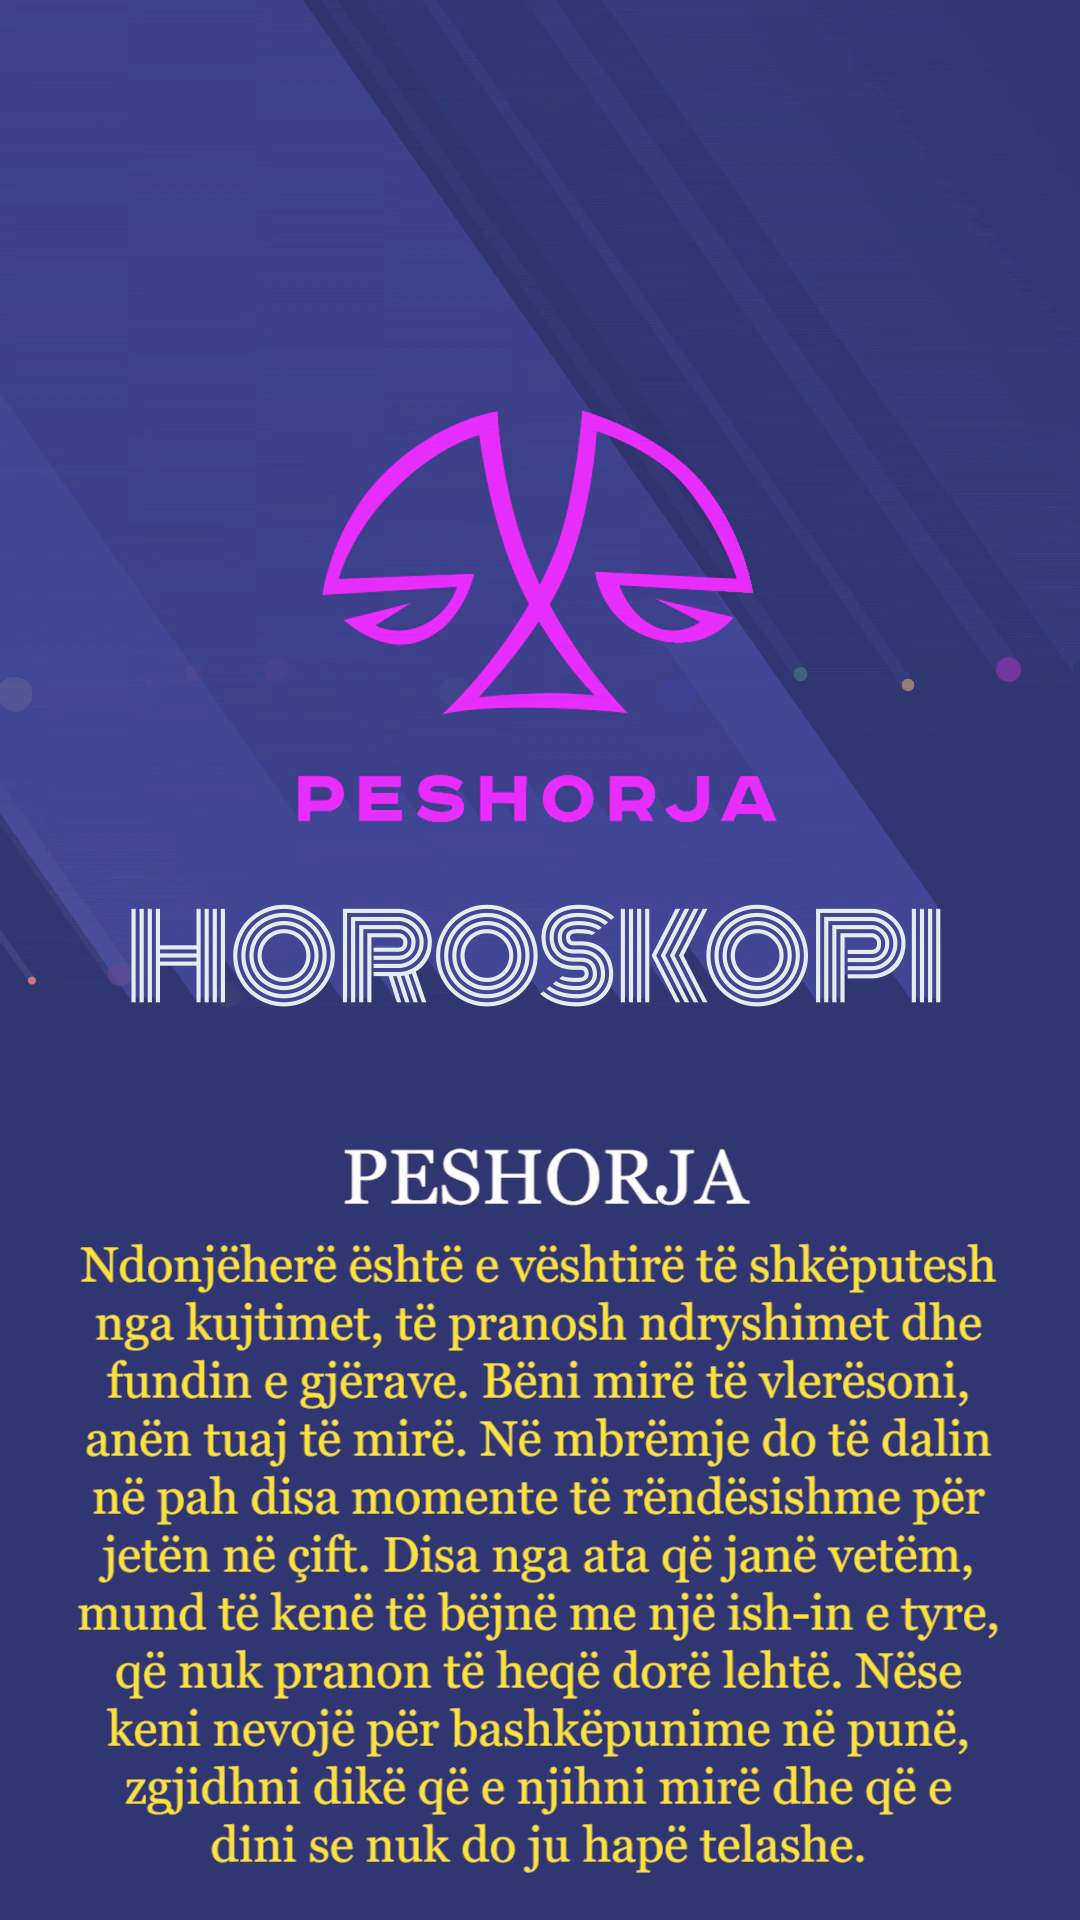 PESHORJA
HOROSKOPI
PESHORJA
Ndonjëherë është e vështirë të shkëputesh
nga kujtimet, të pranosh ndryshimet dhe
fundin e gjërave. Bëni mirë të vlerësoni,
anën tuaj të mirë. Në mbrëmje do të dalin
në pah disa momente të rëndësishme për
jetën në çift. Disa nga ata që janë vetëm,
mund të kenë të bëjnë me një ish-in e tyre,
që nuk pranon të heqë dorë lehtë. Nëse
keni nevojë për bashkëpunime në punë,
zgjidhni dikë që e njihni mirë dhe që e
dini se nuk do ju hapë telashe.